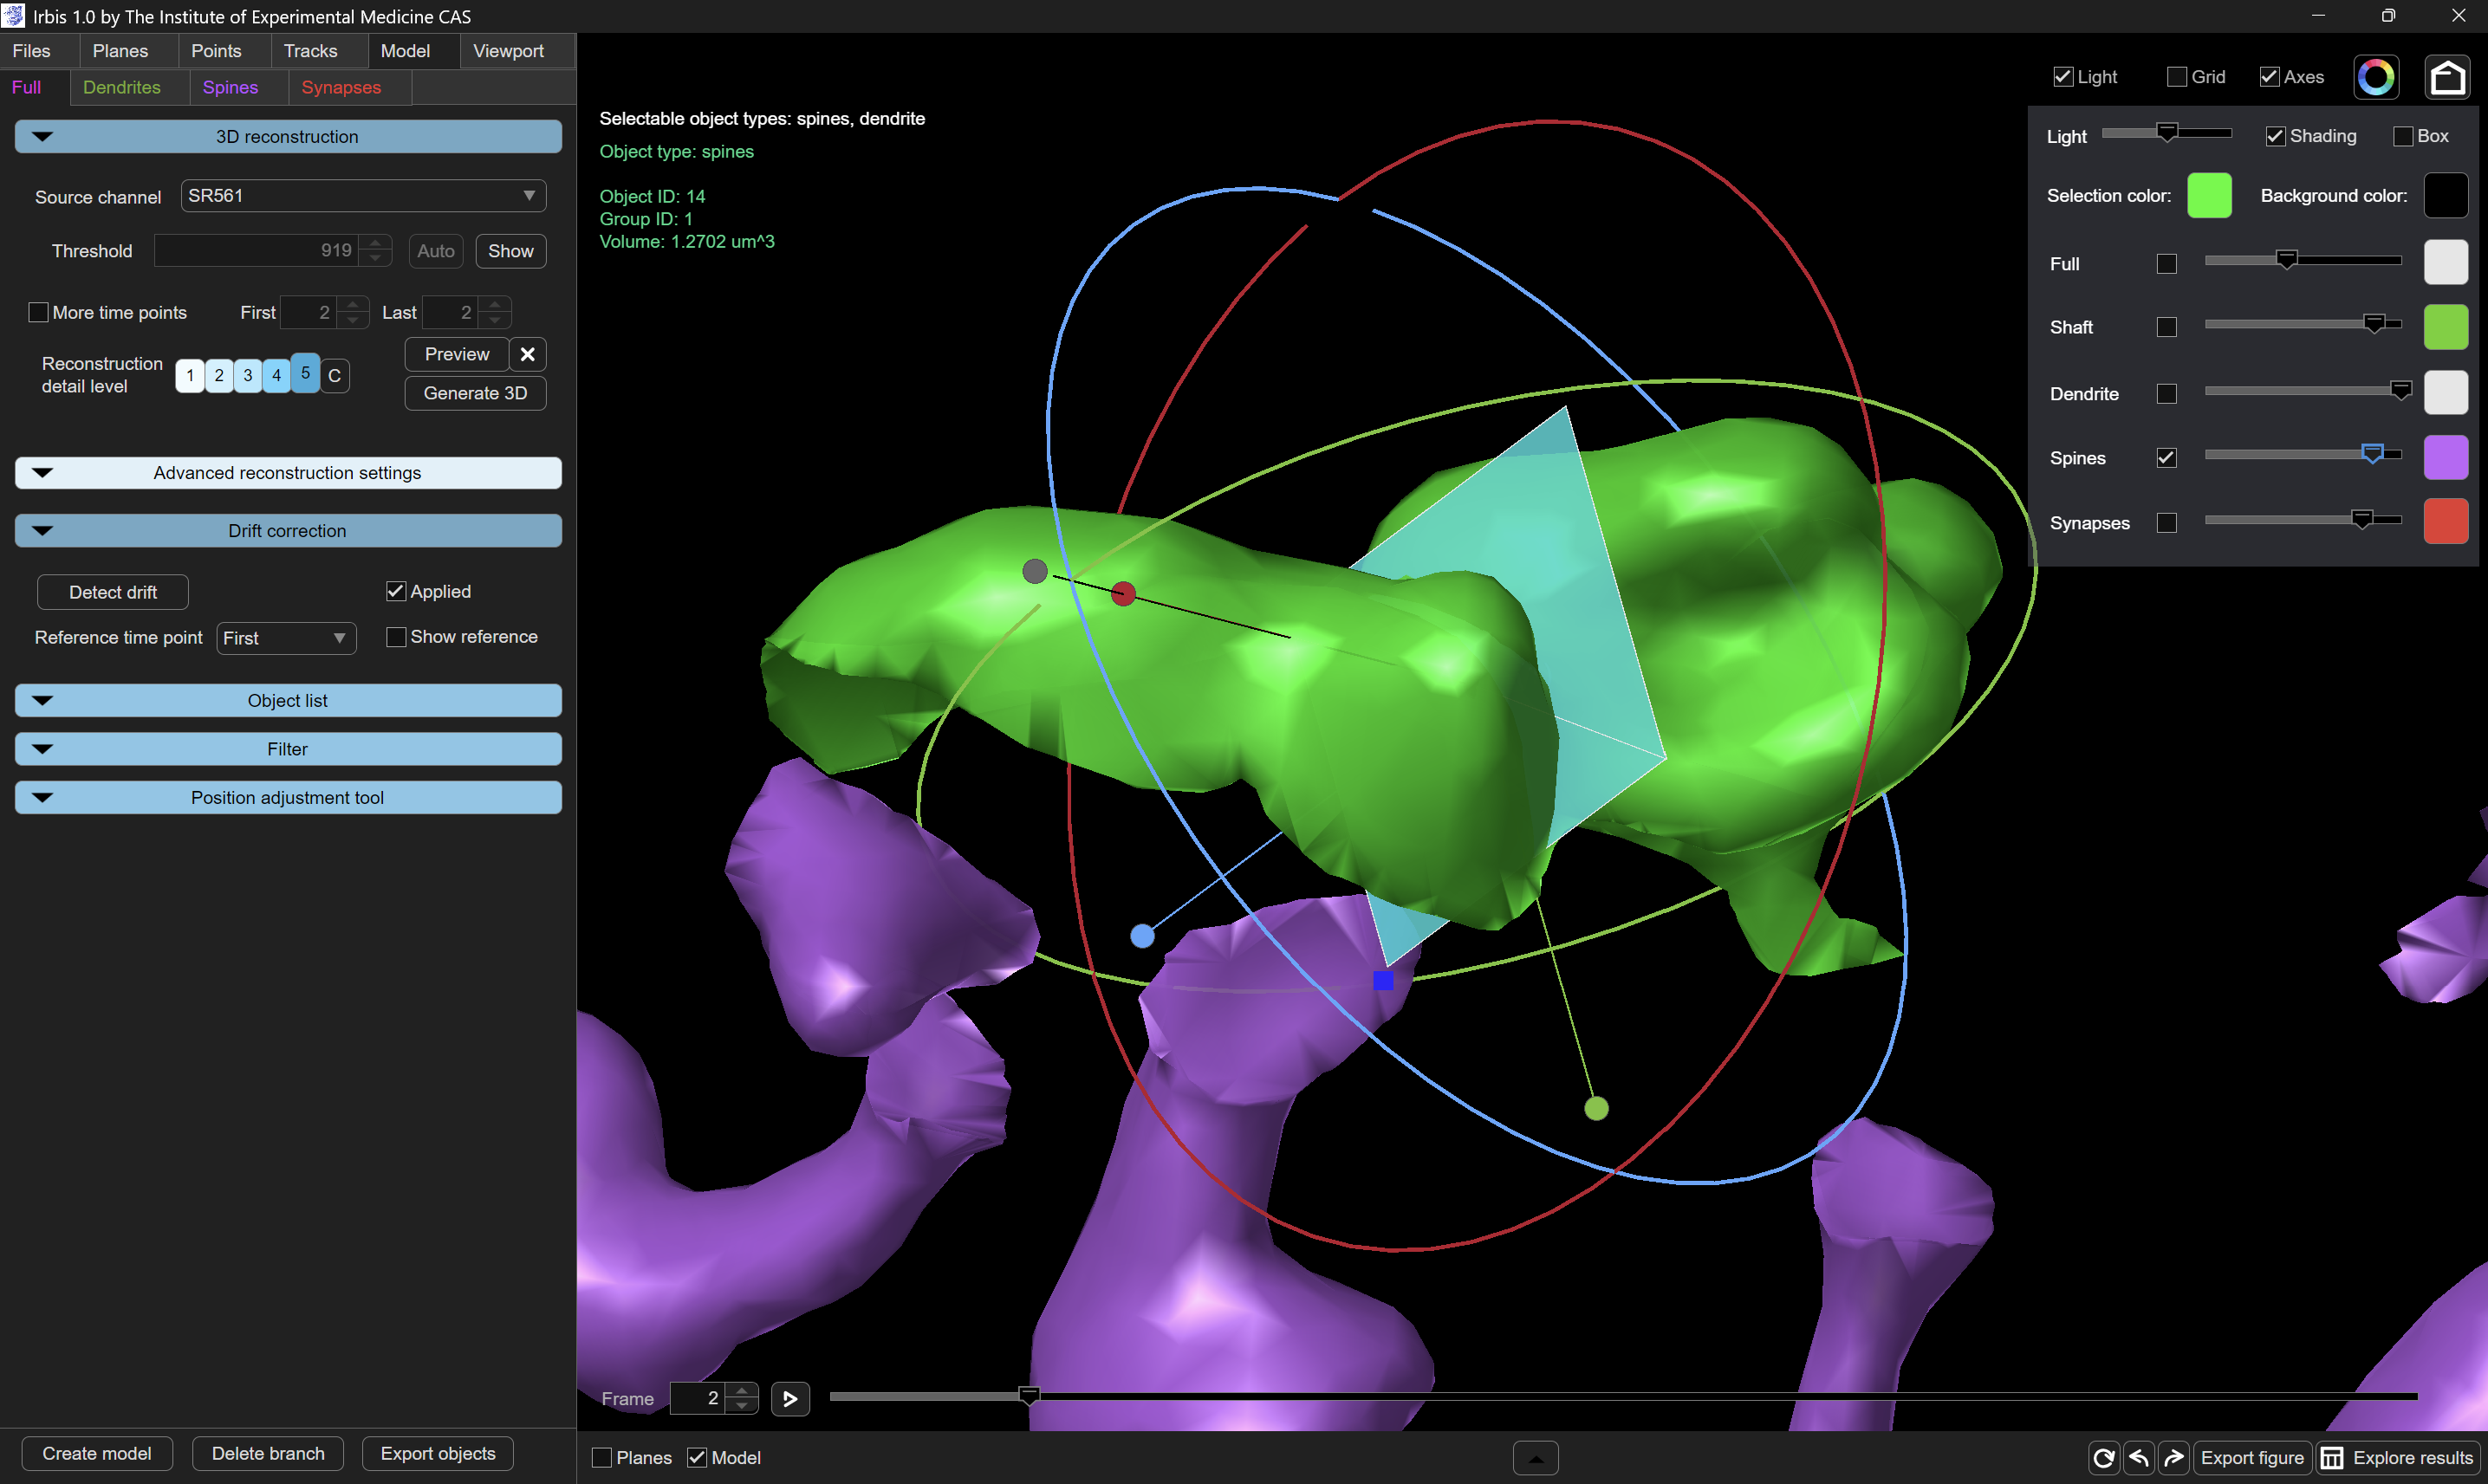 Irbis 1.0 by The Institute of Experimental Medicine CAS
Files Planes Points Tracks Model Viewport
Full Dendrites Spines Synapses
3D reconstruction
Source channel SR561
Threshold 919 Auto Show
More time points First 2 Last 2
Reconstruction
detail level
1 2 3 4 5 C
Preview
Generate 3D
Advanced reconstruction settings
Drift correction
Detect drift Applied
Reference time point First Show reference
Object list
Filter
Position adjustment tool
Create model Delete branch Export objects
Selectable object types: spines, dendrite
Object type: spines
Object ID: 14
Group ID: 1
Volume: 1.2702 um^3
Light Grid Axes
Light Shading Box
Selection color: Background color:
Full
Shaft
Dendrite
Spines
Synapses
Frame 2
Planes Model
Export figure Explore results